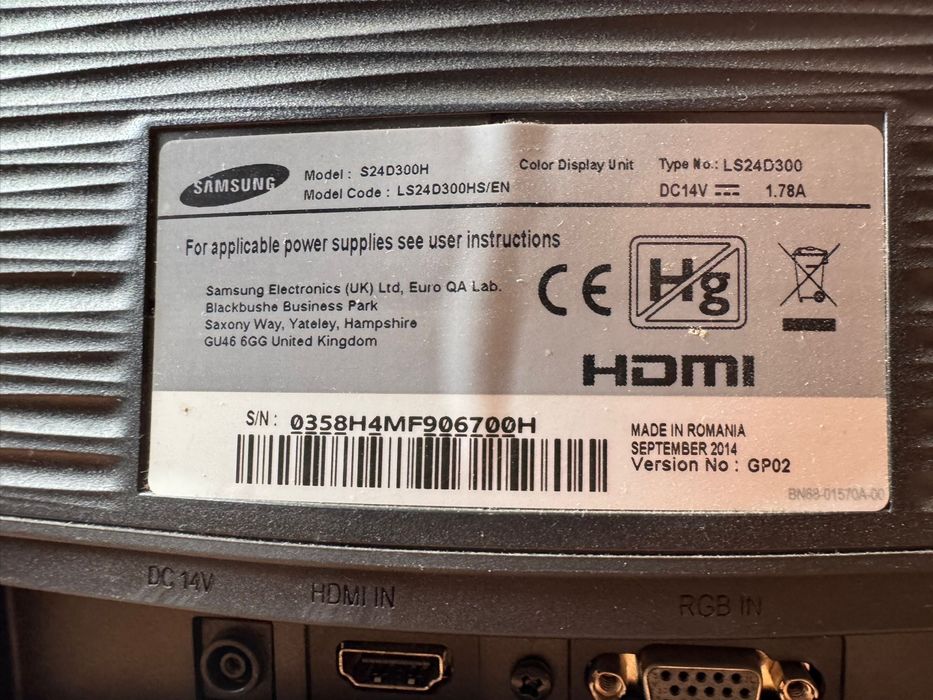 SAMSUNG
Model : S24D300H
Model Code : LS24D300HS/EN
Color Display Unit
Type No.: LS24D300
DC14V ⎓ 1.78A
For applicable power supplies see user instructions
Samsung Electronics (UK) Ltd, Euro QA Lab.
Blackbushe Business Park
Saxony Way, Yateley, Hampshire
GU46 6GG United Kingdom
CE
Hg
HDMI
S/N : 0358H4MF906700H
MADE IN ROMANIA
SEPTEMBER 2014
Version No : GP02
BN68-01570A-00
DC 14V
HDMI IN
RGB IN